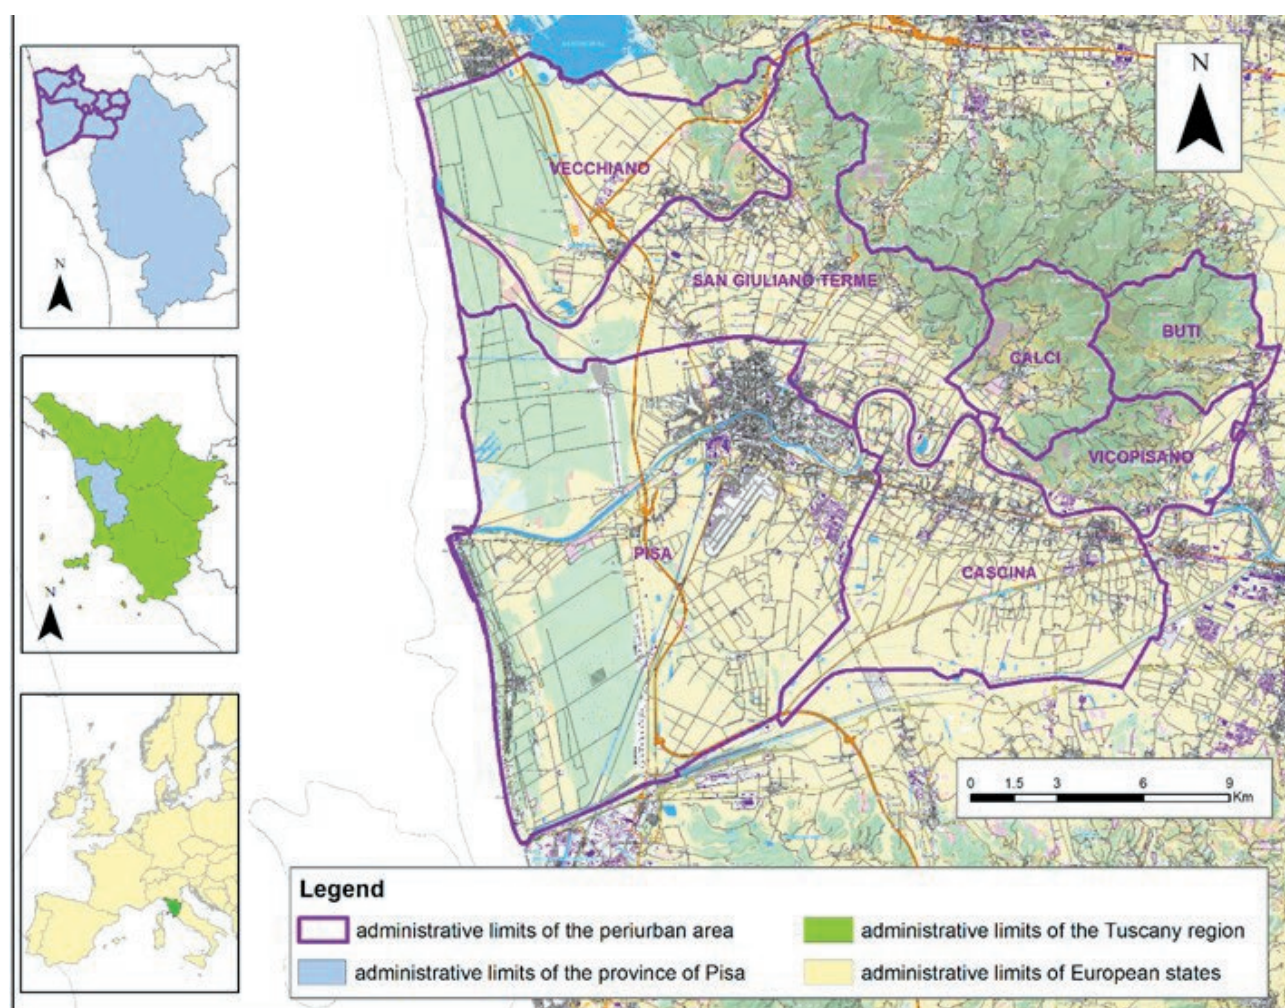 N
N
N
N
VECCHIANO
SAN GIULIANO TERME
CALCI
BUTI
VICOPISANO
PISA
CASCINA
0 1.5 3 6 9
Km
Legend
administrative limits of the periurban area
administrative limits of the Tuscany region
administrative limits of the province of Pisa
administrative limits of European states